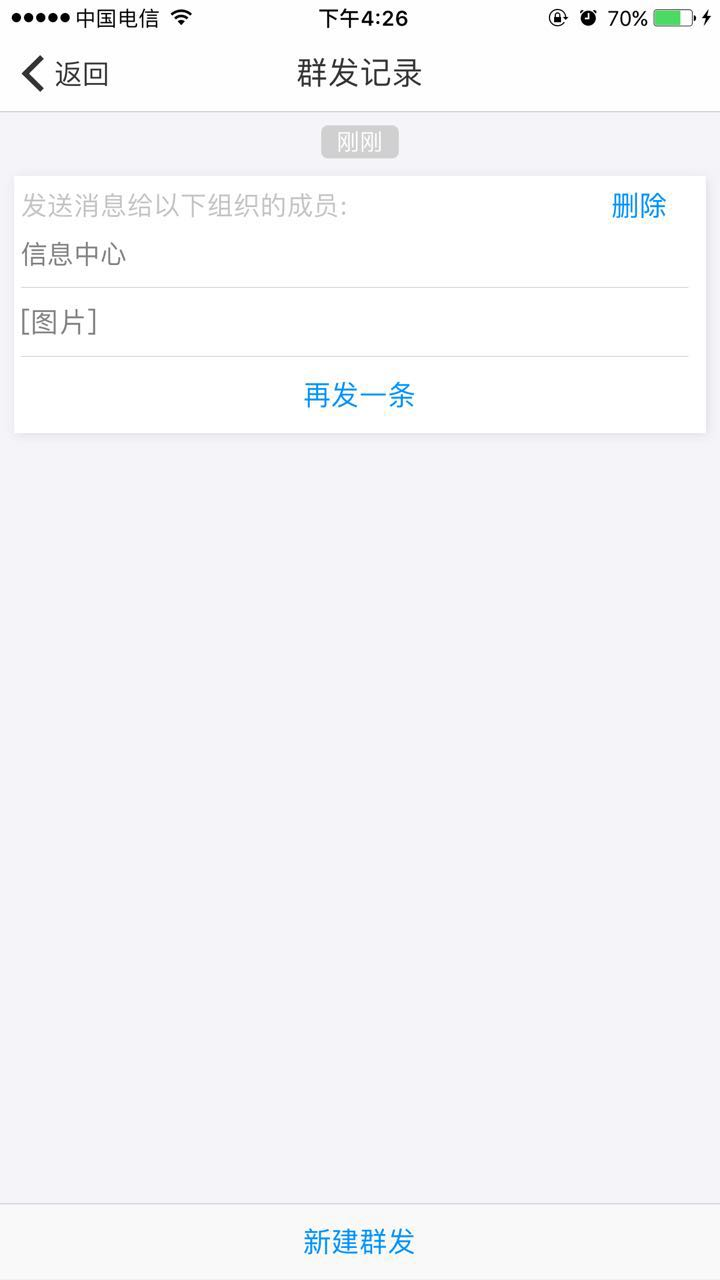 中国电信 下午4:26 70%
返回 群发记录
刚刚
发送消息给以下组织的成员: 删除
信息中心
[图片]
再发一条
新建群发